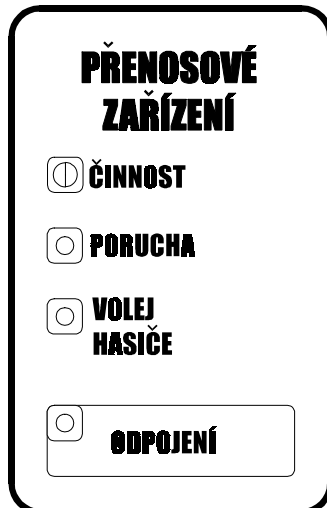 PŘENOSOVÉ
ZAŘÍZENÍ
ČINNOST
PORUCHA
VOLEJ
HASIČE
ODPOJENÍ